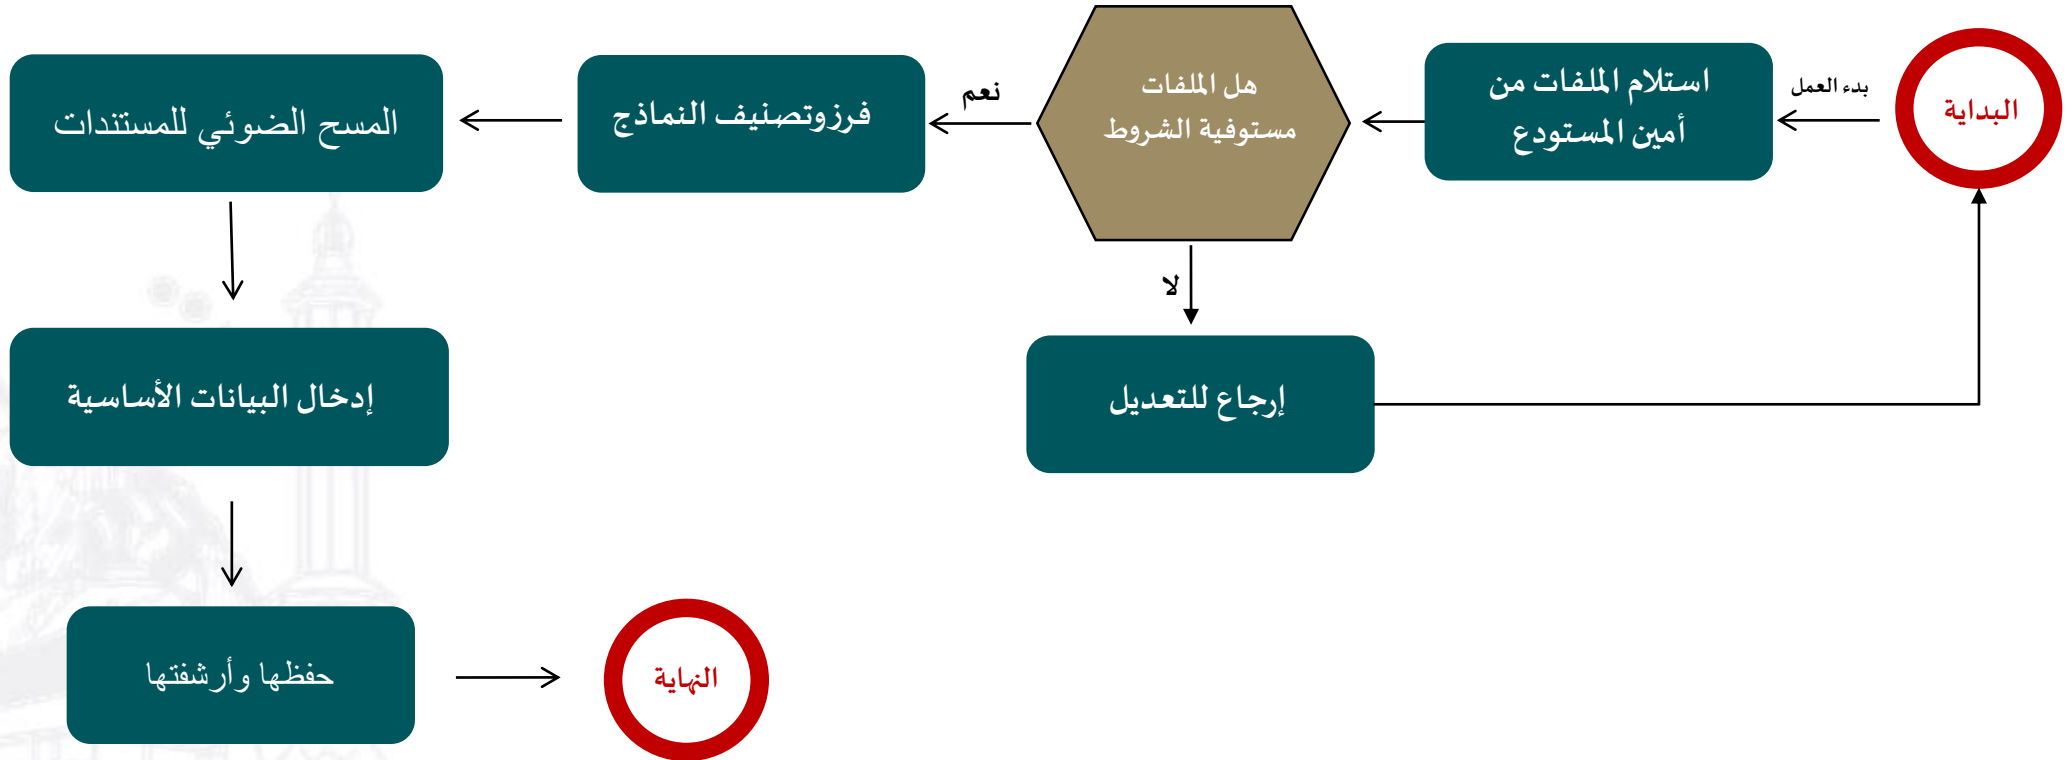 البداية
بدء العمل
استلام الملفات من
أمين المستودع
هل الملفات
مستوفية الشروط
نعم
فرزوتصنيف النماذج
المسح الضوئي للمستندات
لا
إرجاع للتعديل
إدخال البيانات الأساسية
حفظها وأرشفتها
النهاية